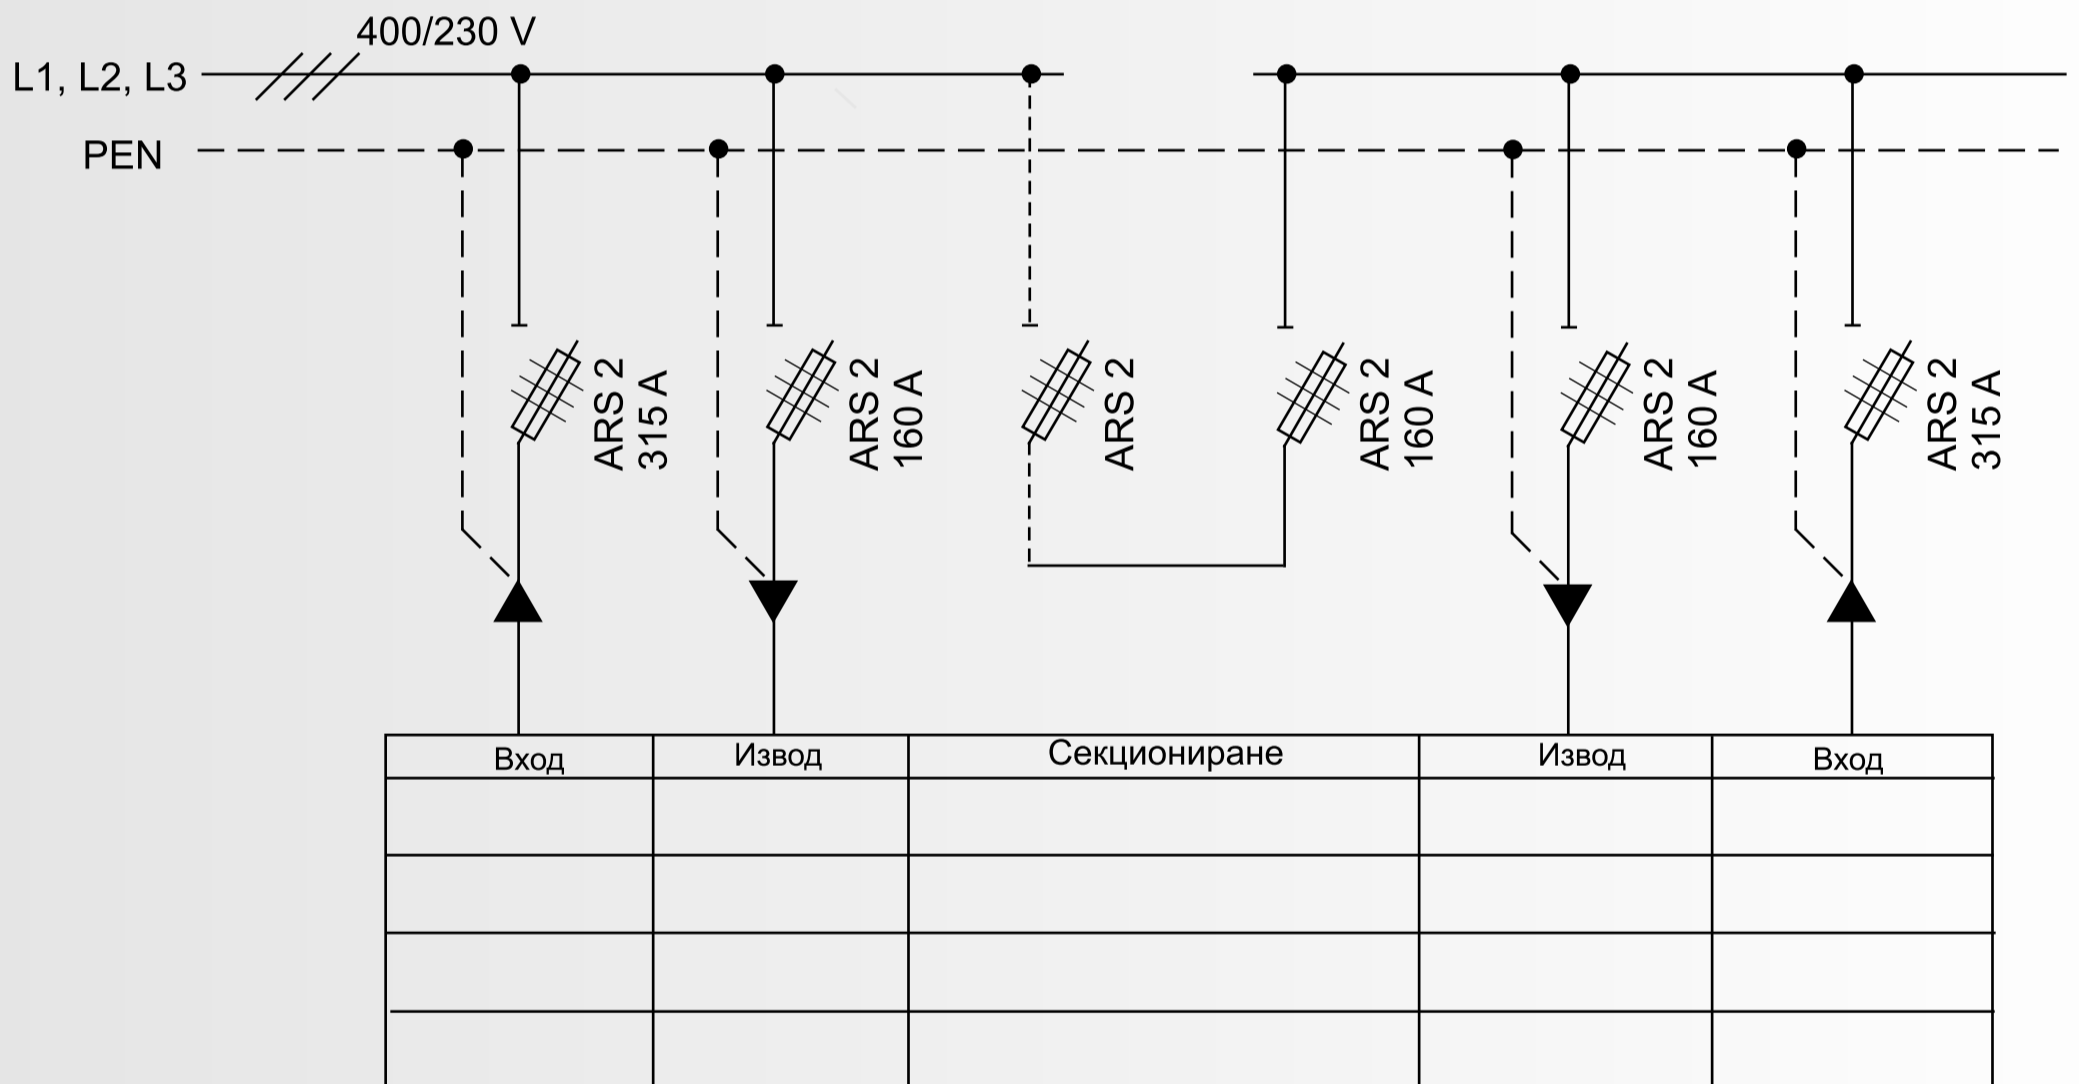 400/230 V
L1, L2, L3
PEN
ARS 2
315 A
ARS 2
160 A
ARS 2
ARS 2
160 A
ARS 2
160 A
ARS 2
315 A
Вход
Извод
Секциониране
Извод
Вход